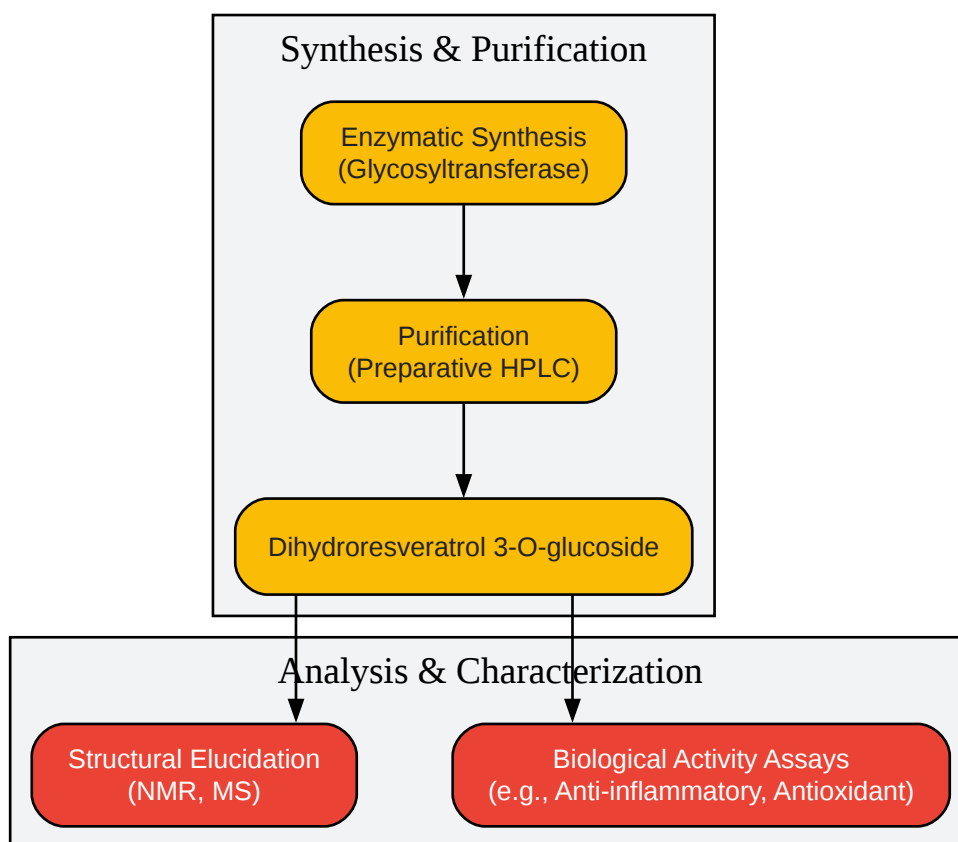 Synthesis & Purification
Enzymatic Synthesis
(Glycosyltransferase)
Purification
(Preparative HPLC)
Dihydroresveratrol 3-O-glucoside
Analysis & Characterization
Structural Elucidation
(NMR, MS)
Biological Activity Assays
(e.g., Anti-inflammatory, Antioxidant)